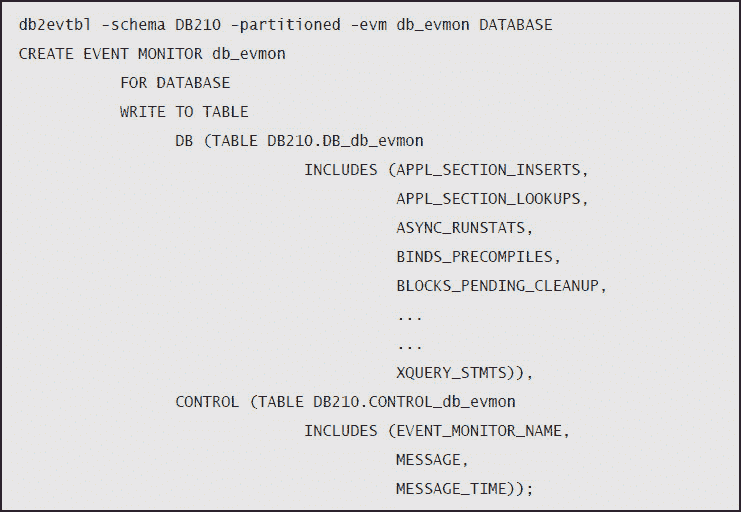 db2evtbl -schema DB210 -partitioned -evm db_evmon DATABASE
CREATE EVENT MONITOR db_evmon
FOR DATABASE
WRITE TO TABLE
DB (TABLE DB210.DB_db_evmon
INCLUDES (APPL_SECTION_INSERTS,
APPL_SECTION_LOOKUPS,
ASYNC_RUNSTATS,
BINDS_PRECOMPILES,
BLOCKS_PENDING_CLEANUP,
...
...
XQUERY_STMTS)),
CONTROL (TABLE DB210.CONTROL_db_evmon
INCLUDES (EVENT_MONITOR_NAME,
MESSAGE,
MESSAGE_TIME));